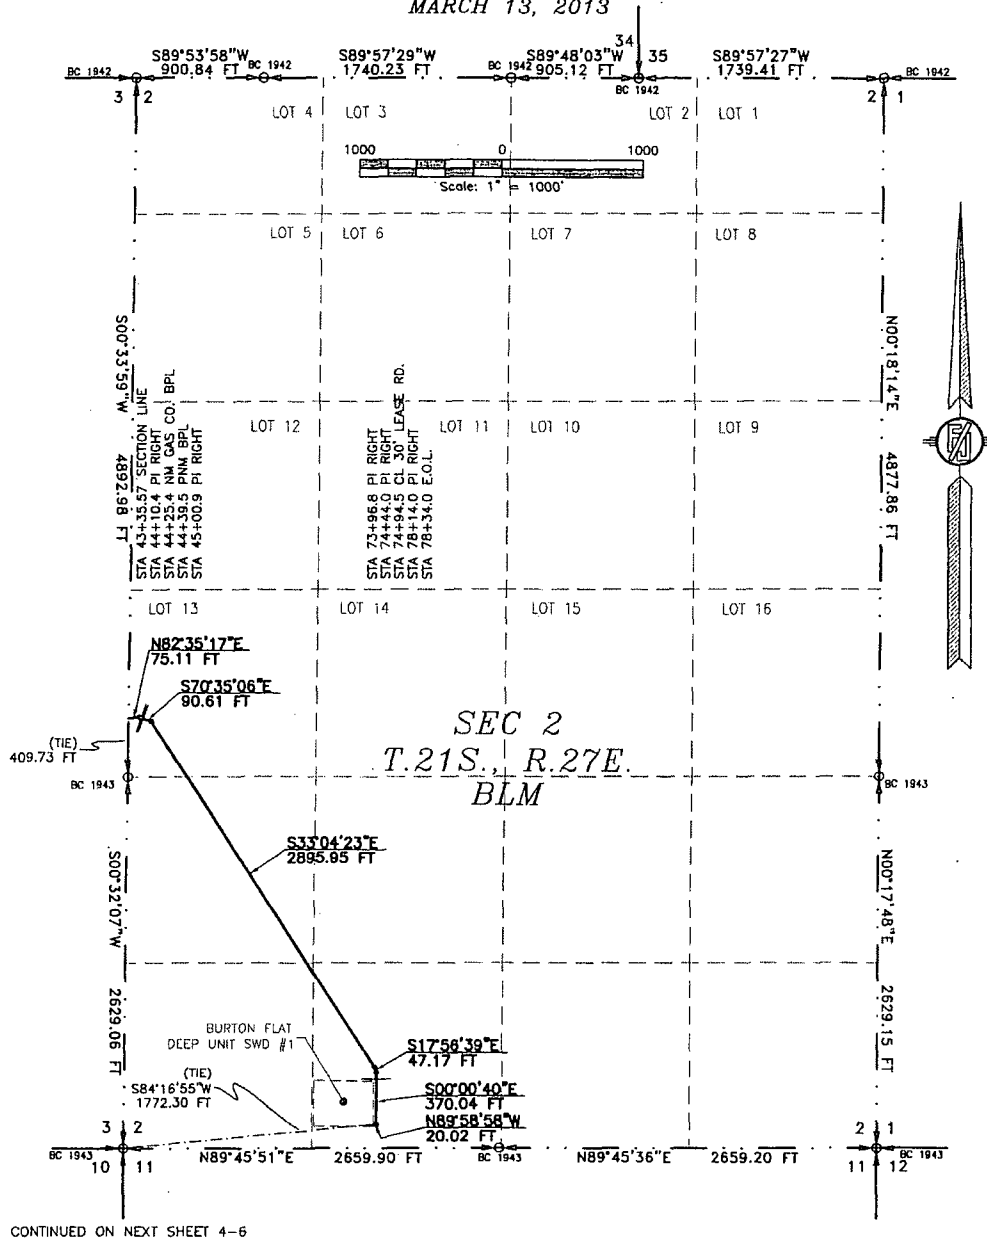 MARCH 13, 2013
S89°53'58"W
900.84 FT
S89°57'29"W
1740.23 FT
S89°48'03"W
905.12 FT
S89°57'27"W
1739.41 FT
34
35
BC 1942
BC 1942
BC 1942
BC 1942
3 2
2 1
LOT 4
LOT 3
LOT 2
LOT 1
1000 0 1000
Scale: 1" = 1000'
LOT 5
LOT 6
LOT 7
LOT 8
S00°33'59"W 4892.98 FT
N00°18'14"E 4877.86 FT
STA 43+35.57 SECTION LINE
STA 44+10.4 PI RIGHT
STA 44+25.4 NM GAS CO. BPL
STA 44+39.5 PNM BPL
STA 45+00.9 PI RIGHT
STA 73+96.8 PI RIGHT
STA 74+44.0 PI RIGHT
STA 74+94.5 CL 30' LEASE RD.
STA 78+14.0 PI RIGHT
STA 78+34.0 E.O.L.
LOT 12
LOT 11
LOT 10
LOT 9
LOT 13
LOT 14
LOT 15
LOT 16
N82°35'17"E
75.11 FT
S70°35'06"E
90.61 FT
(TIE)
409.73 FT
SEC 2
T.21S., R.27E.
BLM
BC 1943
BC 1943
S33°04'23"E
2895.95 FT
S00°32'07"W 2629.06 FT
N00°17'48"E 2629.15 FT
BURTON FLAT
DEEP UNIT SWD #1
S17°56'39"E
47.17 FT
(TIE)
S84°16'55"W
1772.30 FT
S00°00'40"E
370.04 FT
N89°58'58"W
20.02 FT
3 2
2 1
BC 1943
N89°45'51"E 2659.90 FT
BC 1943
N89°45'36"E 2659.20 FT
BC 1943
10 11
11 12
CONTINUED ON NEXT SHEET 4-6